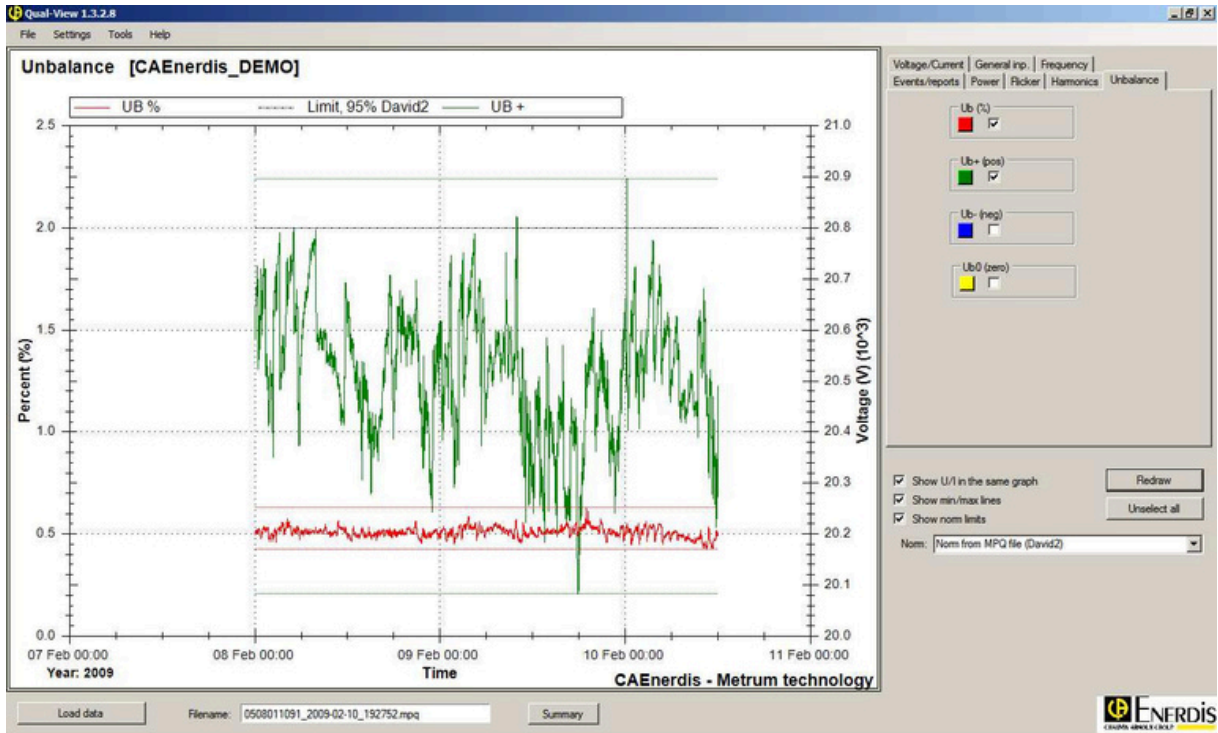 Qual-View 1.3.2.8
File Settings Tools Help
Unbalance [CAEnerdis_DEMO]
UB % Limit, 95% David2 UB +
2.5
2.0
1.5
1.0
0.5
0.0
Percent (%)
21.0
20.9
20.8
20.7
20.6
20.5
20.4
20.3
20.2
20.1
20.0
Voltage (V) (10^3)
07 Feb 00:00 08 Feb 00:00 09 Feb 00:00 10 Feb 00:00 11 Feb 00:00
Year: 2009 Time
CAEnerdis - Metrum technology
Voltage/Current General inp. Frequency
Events/reports Power Flicker Harmonics Unbalance
Ub (%)
Ub+ (pos)
Ub- (neg)
Ub0 (zero)
Show U/I in the same graph Redraw
Show min/max lines
Unselect all
Show norm limits
Norm: Norm from MPQ file (David2)
Load data Filename: 0508011091_2009-02-10_192752.mpq Summary
ENERDIS
CHAUVIN ARNOUX GROUP